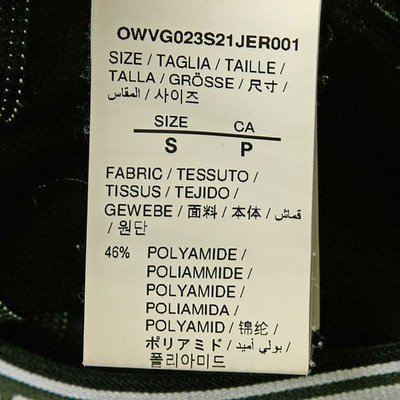 OWVG023S21JER001
SIZE / TAGLIA / TAILLE /
TALLA / GRÖSSE / 尺寸 /
المقاس / 사이즈
SIZE CA
S P
FABRIC / TESSUTO /
TISSUS / TEJIDO /
GEWEBE / 面料 / 本体 / قماش
/ 원단
46% POLYAMIDE /
POLIAMMIDE /
POLYAMIDE /
POLIAMIDA /
POLYAMID / 锦纶 /
ポリアミド / بولي أميد /
폴리아미드